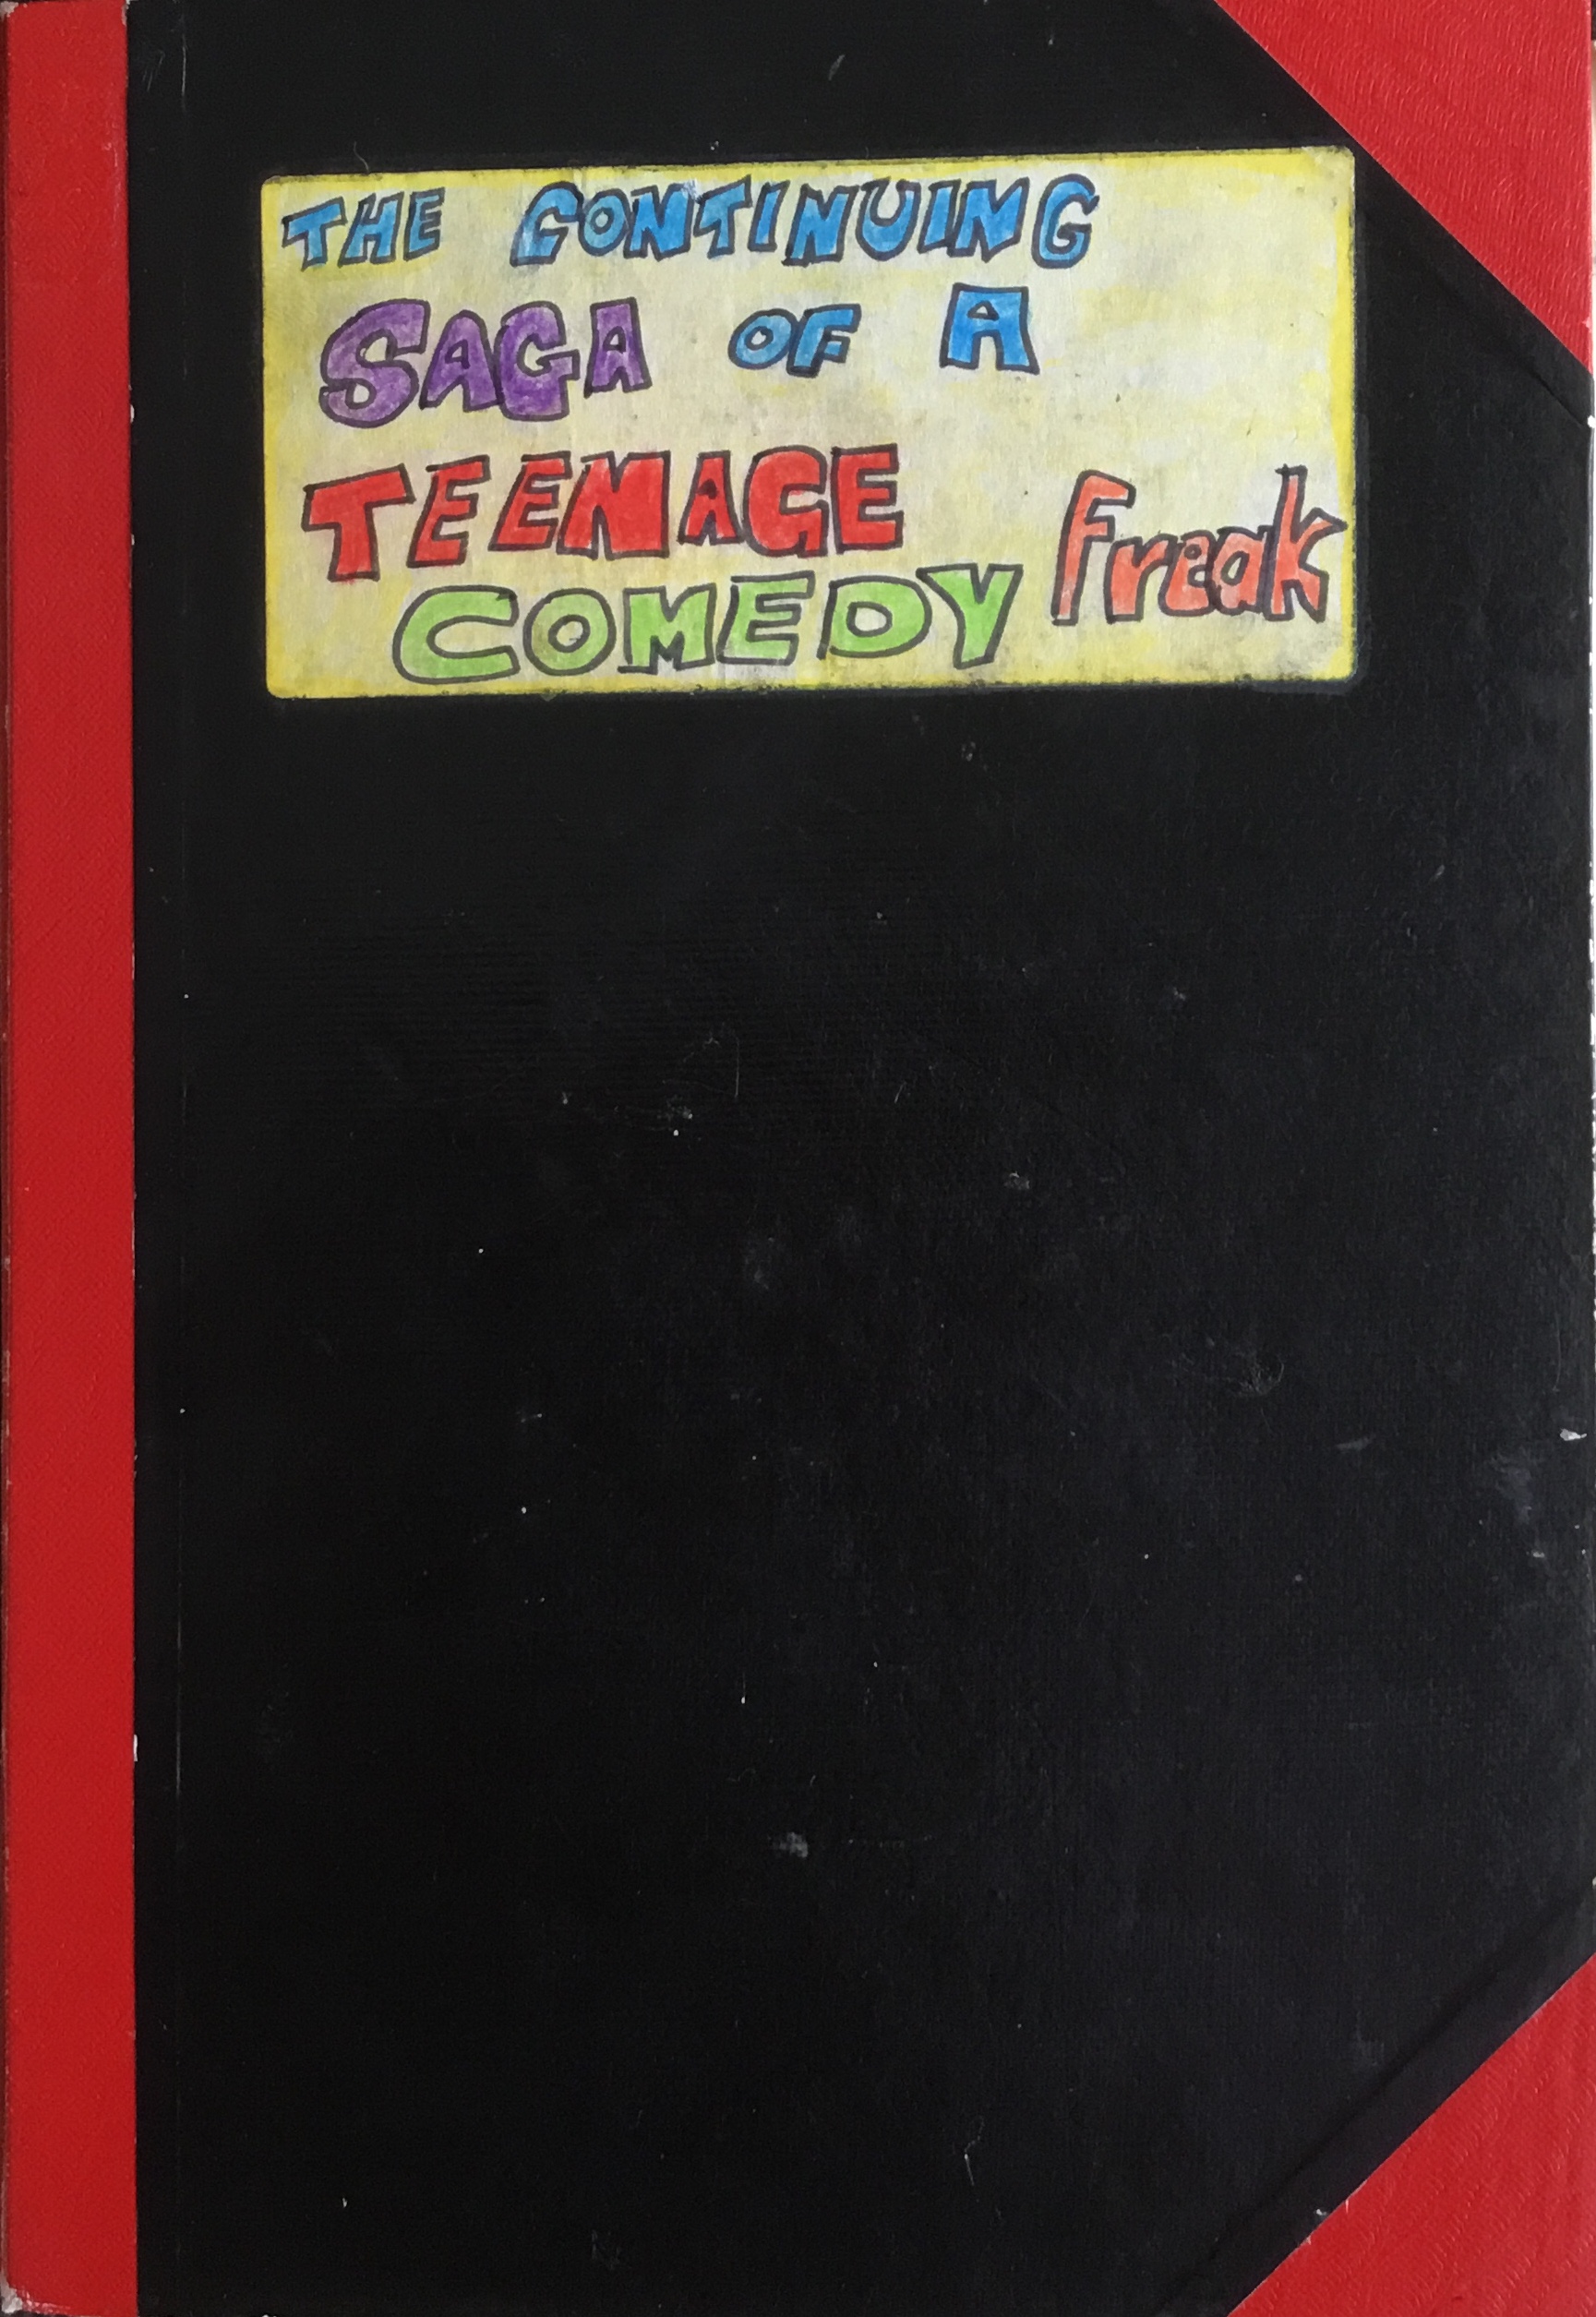 THE CONTINUING
SAGA OF A
TEENAGE
COMEDY Freak